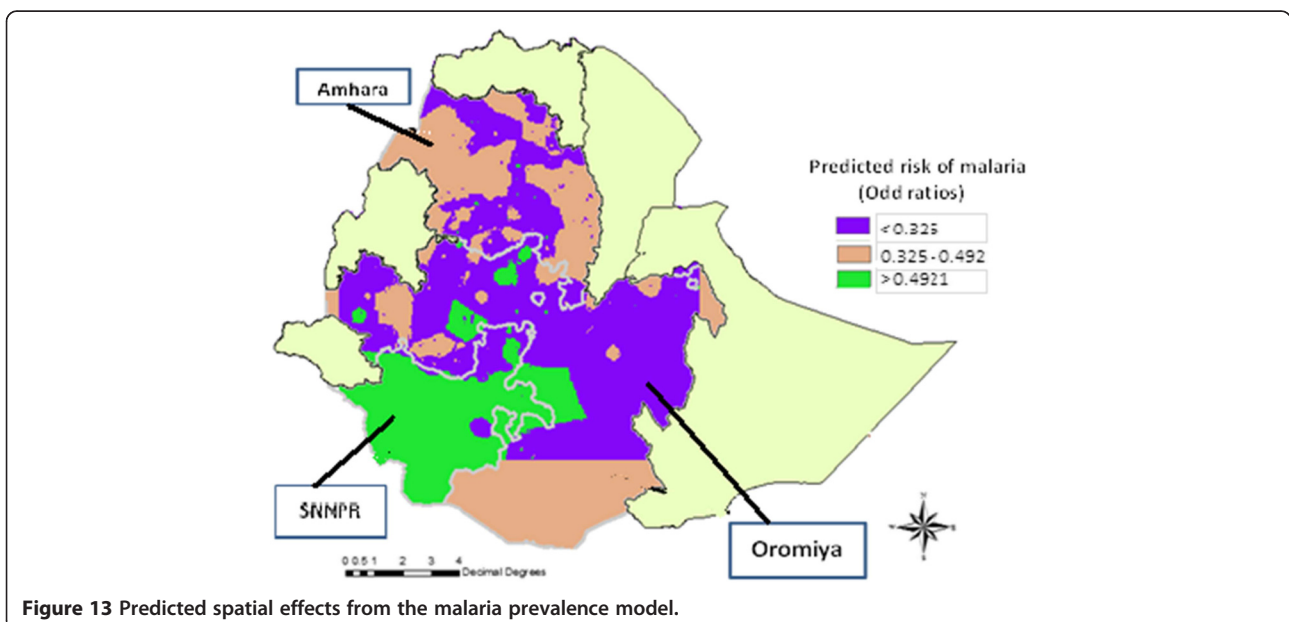 Amhara
Predicted risk of malaria
(Odd ratios)
<0.325
0.325-0.492
>0.4921
SNNPR
Oromiya
0 0.5 1 2 3 4
Decimal Degrees
Figure 13 Predicted spatial effects from the malaria prevalence model.